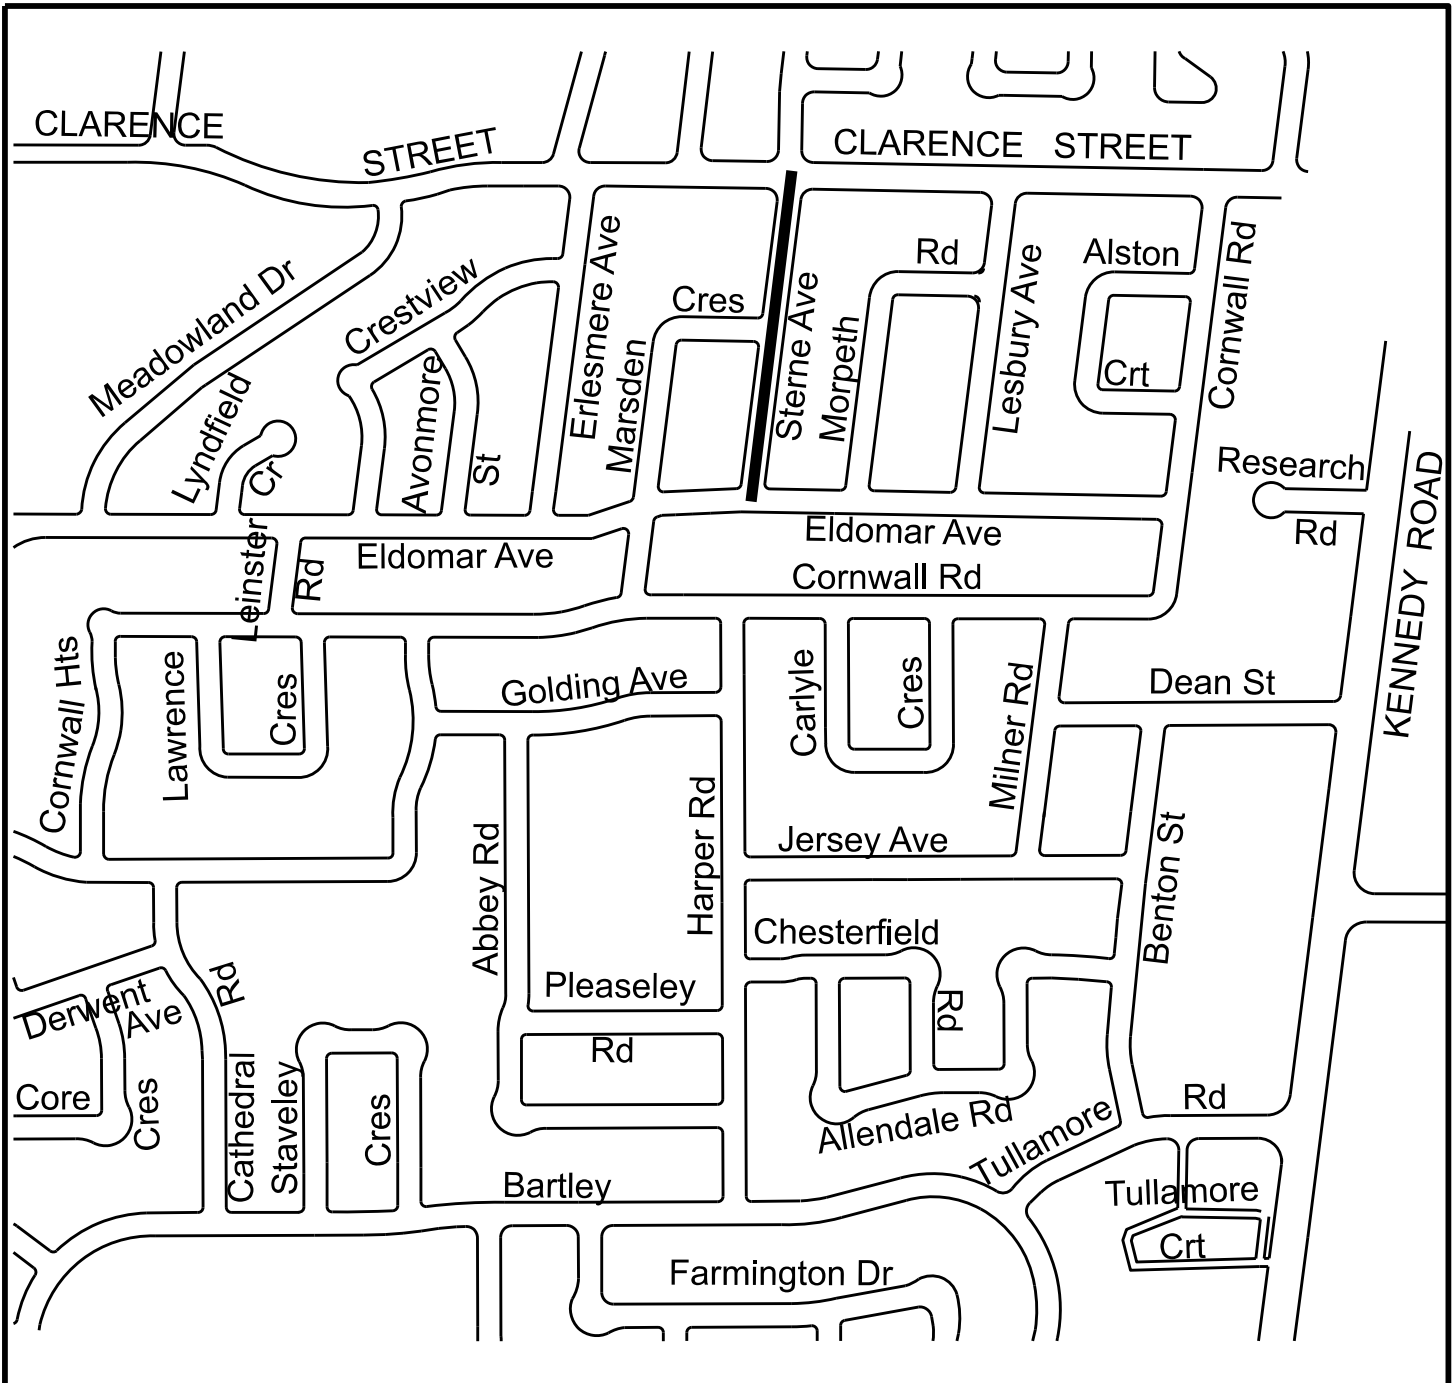 CLARENCE
STREET
CLARENCE STREET
Meadowland Dr
Crestview
Erlesmere Ave
Cres
Marsden
Sterne Ave
Rd
Morpeth
Lesbury Ave
Alston
Crt
Cornwall Rd
Lyndfield
Cr
Avonmore
St
Research
Rd
KENNEDY ROAD
Leinster
Rd
Eldomar Ave
Eldomar Ave
Cornwall Rd
Cornwall Hts
Lawrence
Cres
Golding Ave
Carlyle
Cres
Milner Rd
Dean St
Abbey Rd
Harper Rd
Jersey Ave
Benton St
Chesterfield
Rd
Pleaseley
Rd
Rd
Derwent
Ave
Core
Cres
Cathedral
Staveley
Cres
Allendale Rd
Tullamore
Rd
Bartley
Tullamore
Crt
Farmington Dr